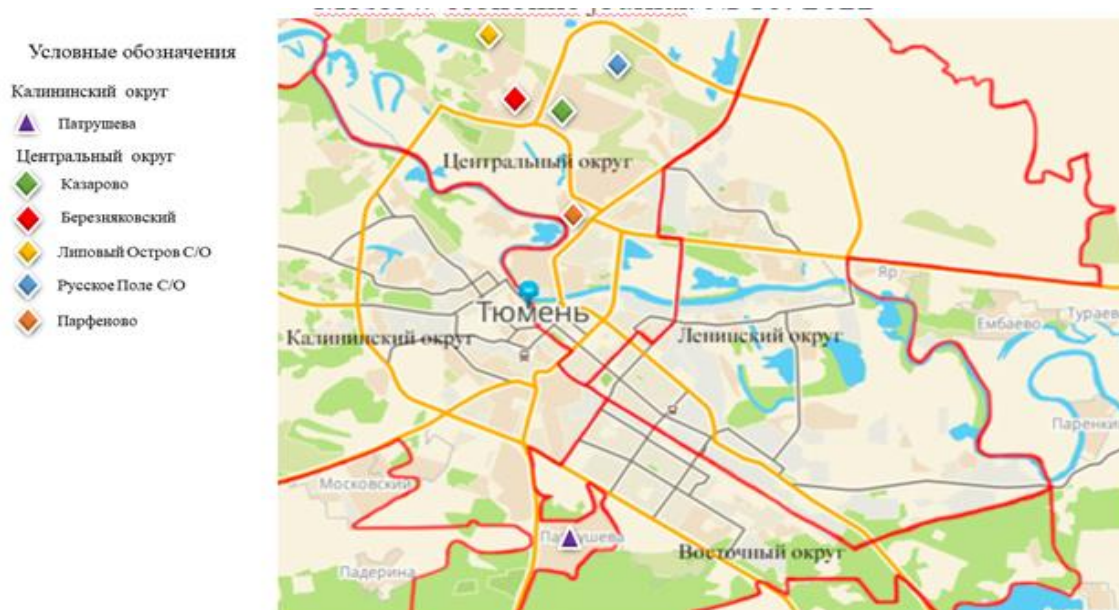 Условные обозначения
Калининский округ
Патрушева
Центральный округ
Казарово
Березняковский
Липовый Остров С/О
Русское Поле С/О
Парфеново
Центральный округ
Тюмень
Калининский округ
Ленинский округ
Яр
Ембаево
Тураев
Паренки
Московский
Восточный округ
Падерина